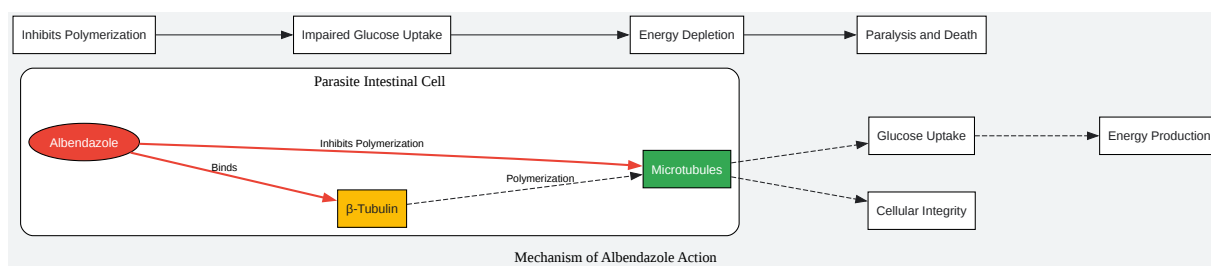 Inhibits Polymerization
Impaired Glucose Uptake
Energy Depletion
Paralysis and Death
Parasite Intestinal Cell
Albendazole
Inhibits Polymerization
Binds
β-Tubulin
Polymerization
Microtubules
Glucose Uptake
Energy Production
Cellular Integrity
Mechanism of Albendazole Action